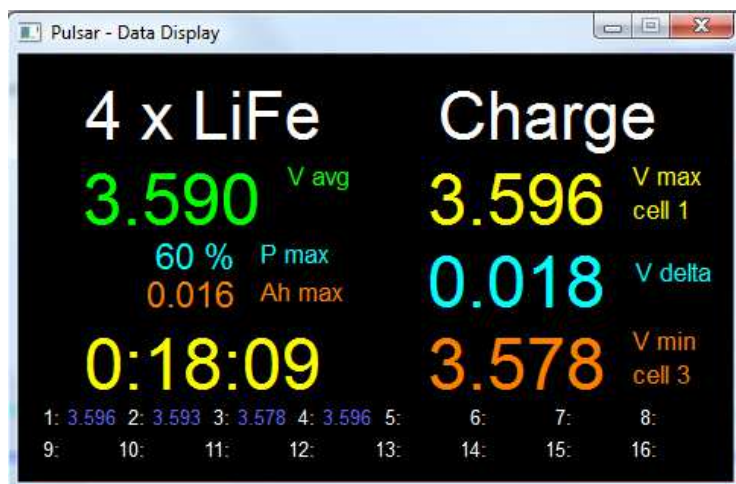 Pulsar - Data Display
4 x LiFe Charge
3.590 V avg 3.596 V max
cell 1
60 % P max
0.016 Ah max
0.018 V delta
0:18:09 3.578 V min
cell 3
1: 3.596 2: 3.593 3: 3.578 4: 3.596 5: 6: 7: 8:
9: 10: 11: 12: 13: 14: 15: 16: